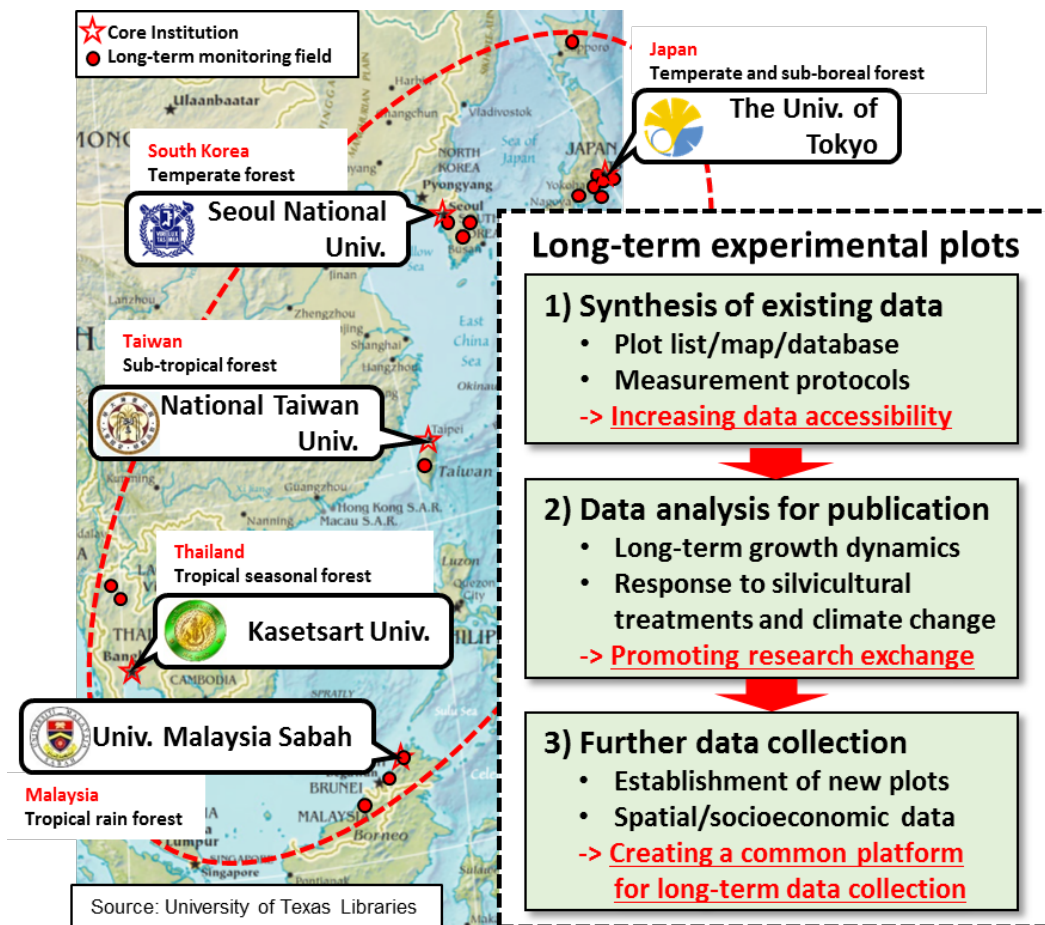 Core Institution
Long-term monitoring field
Japan
Temperate and sub-boreal forest
The Univ. of
Tokyo
South Korea
Temperate forest
Seoul National
Univ.
Taiwan
Sub-tropical forest
National Taiwan
Univ.
Thailand
Tropical seasonal forest
Kasetsart Univ.
Univ. Malaysia Sabah
Malaysia
Tropical rain forest
Source: University of Texas Libraries
Long-term experimental plots
1) Synthesis of existing data
• Plot list/map/database
• Measurement protocols
-> Increasing data accessibility
2) Data analysis for publication
• Long-term growth dynamics
• Response to silvicultural
treatments and climate change
-> Promoting research exchange
3) Further data collection
• Establishment of new plots
• Spatial/socioeconomic data
-> Creating a common platform
for long-term data collection
Ulaanbaatar
Vladivostok
Sea of
Japan
NORTH
KOREA
Pyongyang
Seoul
JAPAN
Nagoya
Jinan
Lanzhou
Zhengzhou
Shanghai
Hangzhou
East
China
Sea
Taipei
Taiwan
Guangzhou
Hong Kong S.A.R.
Macau S.A.R.
Nanning
Luzon
CAMBODIA
SPRATLY
Sulu Sea
BRUNEI
MALAYSIA
Borneo
SINGAPORE
Singapore
Pontianak